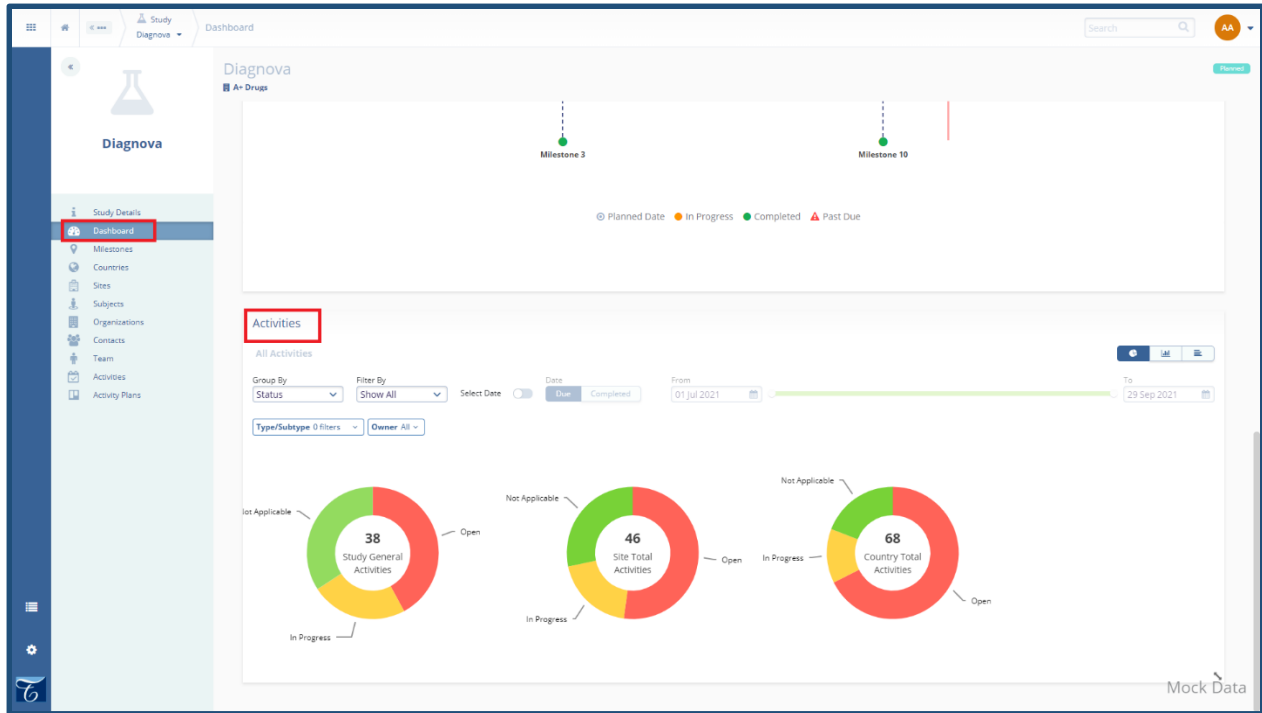 Study
Diagnova
Dashboard
Search
AA
Diagnova
A+ Drugs
Planned
Diagnova
Study Details
Dashboard
Milestones
Countries
Sites
Subjects
Organizations
Contacts
Team
Activities
Activity Plans
Milestone 3
Milestone 10
Planned Date In Progress Completed Past Due
Activities
All Activities
Group By Filter By Date From To
Status Show All Select Date Due Completed 01 Jul 2021 29 Sep 2021
Type/Subtype 0 filters Owner All
Not Applicable
Not Applicable
ot Applicable
38
Study General
Activities
Open
In Progress
46
Site Total
Activities
Open
In Progress
68
Country Total
Activities
In Progress
Open
Mock Data